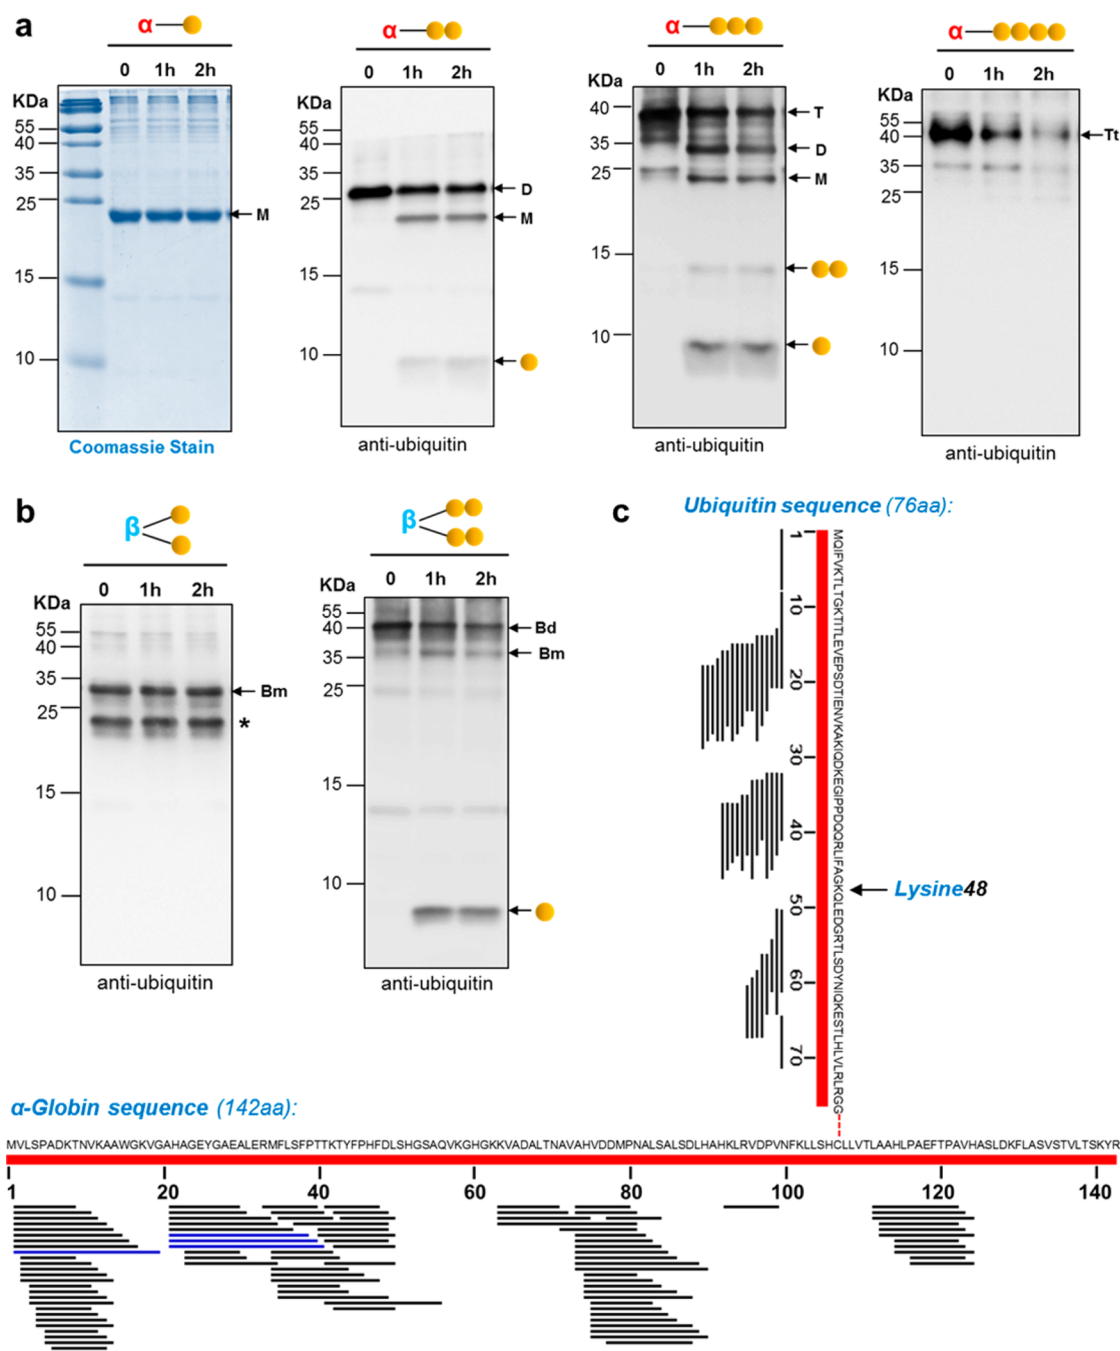 a
α
0 1h 2h
KDa
55
40
35
25
15
10
M
Coomassie Stain
α
0 1h 2h
KDa
55
40
35
25
15
10
D
M
anti-ubiquitin
α
0 1h 2h
KDa
40
35
25
15
10
T
D
M
anti-ubiquitin
α
0 1h 2h
KDa
55
40
35
25
15
10
Tt
anti-ubiquitin
b
β
0 1h 2h
KDa
55
40
35
25
15
10
Bm
*
anti-ubiquitin
β
0 1h 2h
KDa
55
40
35
25
15
10
Bd
Bm
anti-ubiquitin
c
Ubiquitin sequence (76aa):
1
10
20
30
40
50
60
70
MQIFVKTLTGKTITLEVEPSDTIENVKAKIQDKEGIPPDQQRLIFAGKQLEDGRTLSDYNIQKESTLHLVLRLRGG
Lysine48
α-Globin sequence (142aa):
MVLSPADKTNVKAAWGKVGAHAGEYGAEALERMFLSFPTTKTYFPHFDLSHGSAQVKGHGKKVADALTNAVAHVDDMPNALSALSDLHAHKLRVDPVNFKLLSHCLLVTLAAHLPAEFTPAVHASLDKFLASVSTVLTSKYR
1 20 40 60 80 100 120 140